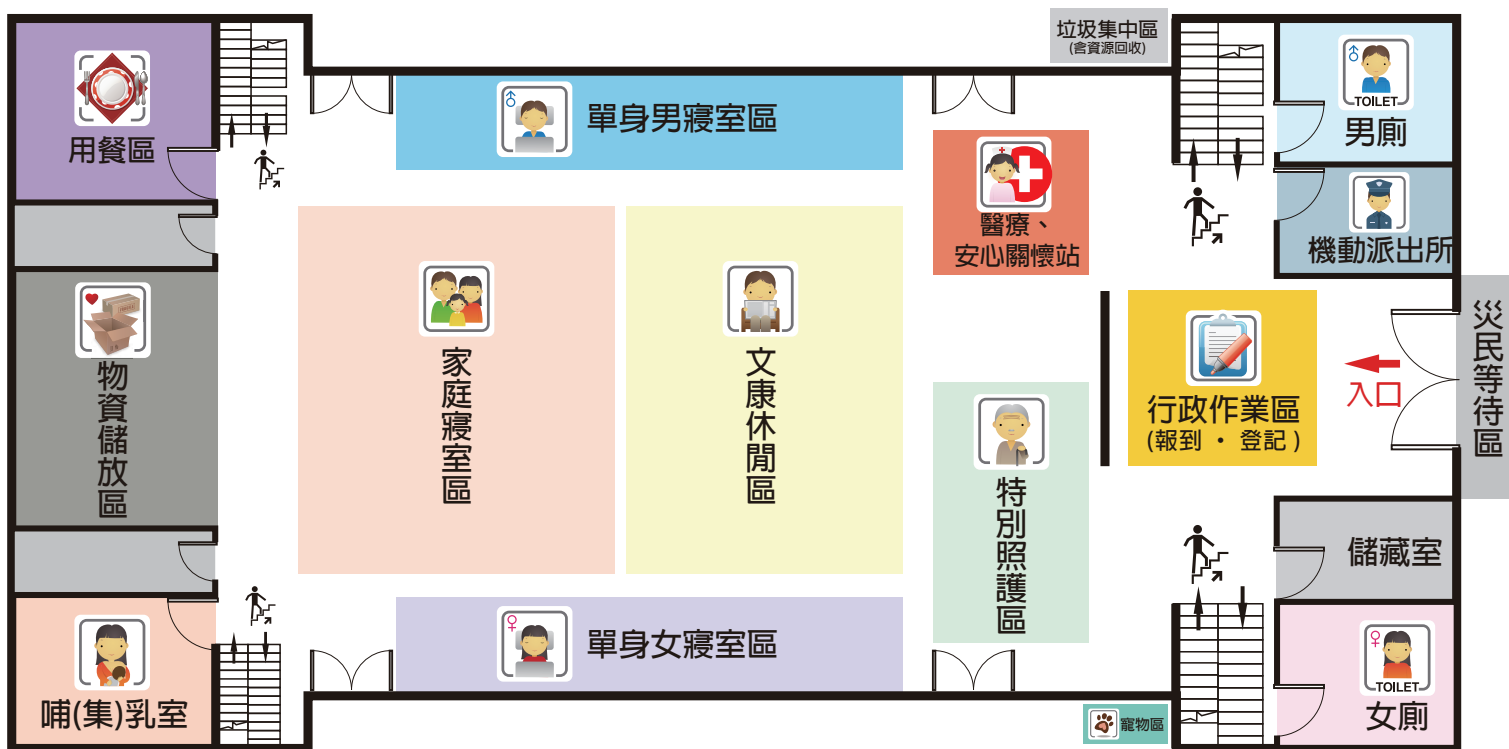 垃圾集中區
(含資源回收)
用餐區
單身男寢室區
TOILET
男廁
醫療、
安心關懷站
機動派出所
物資儲放區
家庭寢室區
文康休閒區
特別照護區
行政作業區
(報到 ・ 登記)
入口
災民等待區
儲藏室
哺(集)乳室
單身女寢室區
寵物區
TOILET
女廁